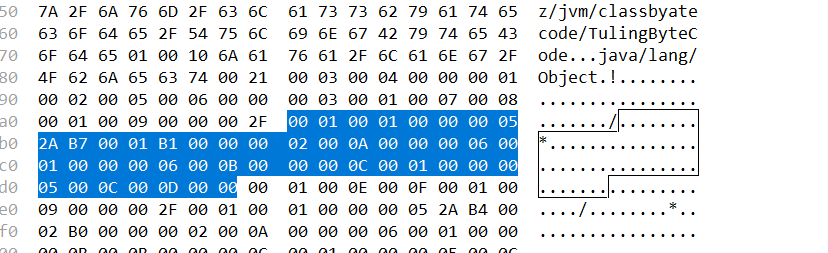 50 7A 2F 6A 76 6D 2F 63 6C 61 73 73 62 79 61 74 65 z/jvm/classbyate
60 63 6F 64 65 2F 54 75 6C 69 6E 67 42 79 74 65 43 code/TulingByteC
70 6F 64 65 01 00 10 6A 61 76 61 2F 6C 61 6E 67 2F ode...java/lang/
80 4F 62 6A 65 63 74 00 21 00 03 00 04 00 00 00 01 Object.!........
90 00 02 00 05 00 06 00 00 00 03 00 01 00 07 00 08 ................
a0 00 01 00 09 00 00 00 2F 00 01 00 01 00 00 00 05 ......./........
b0 2A B7 00 01 B1 00 00 00 02 00 0A 00 00 00 06 00 *...............
c0 01 00 00 00 06 00 0B 00 00 00 0C 00 01 00 00 00 ................
d0 05 00 0C 00 0D 00 00 00 01 00 0E 00 0F 00 01 00 ................
e0 09 00 00 00 2F 00 01 00 01 00 00 00 05 2A B4 00 ..../........*..
f0 02 B0 00 00 00 02 00 0A 00 00 00 06 00 01 00 00 ................